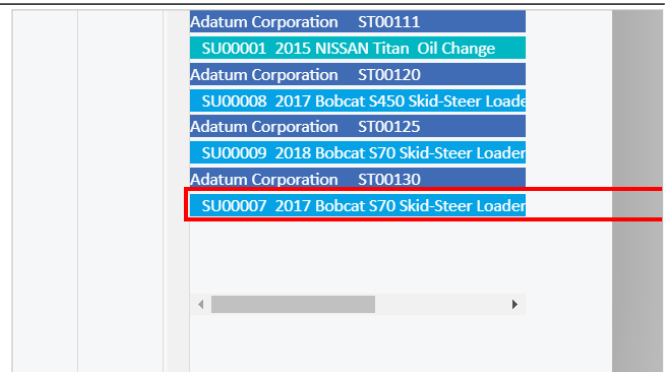 Adatum Corporation ST00111
SU00001 2015 NISSAN Titan Oil Change
Adatum Corporation ST00120
SU00008 2017 Bobcat S450 Skid-Steer Loade
Adatum Corporation ST00125
SU00009 2018 Bobcat S70 Skid-Steer Loader
Adatum Corporation ST00130
SU00007 2017 Bobcat S70 Skid-Steer Loader